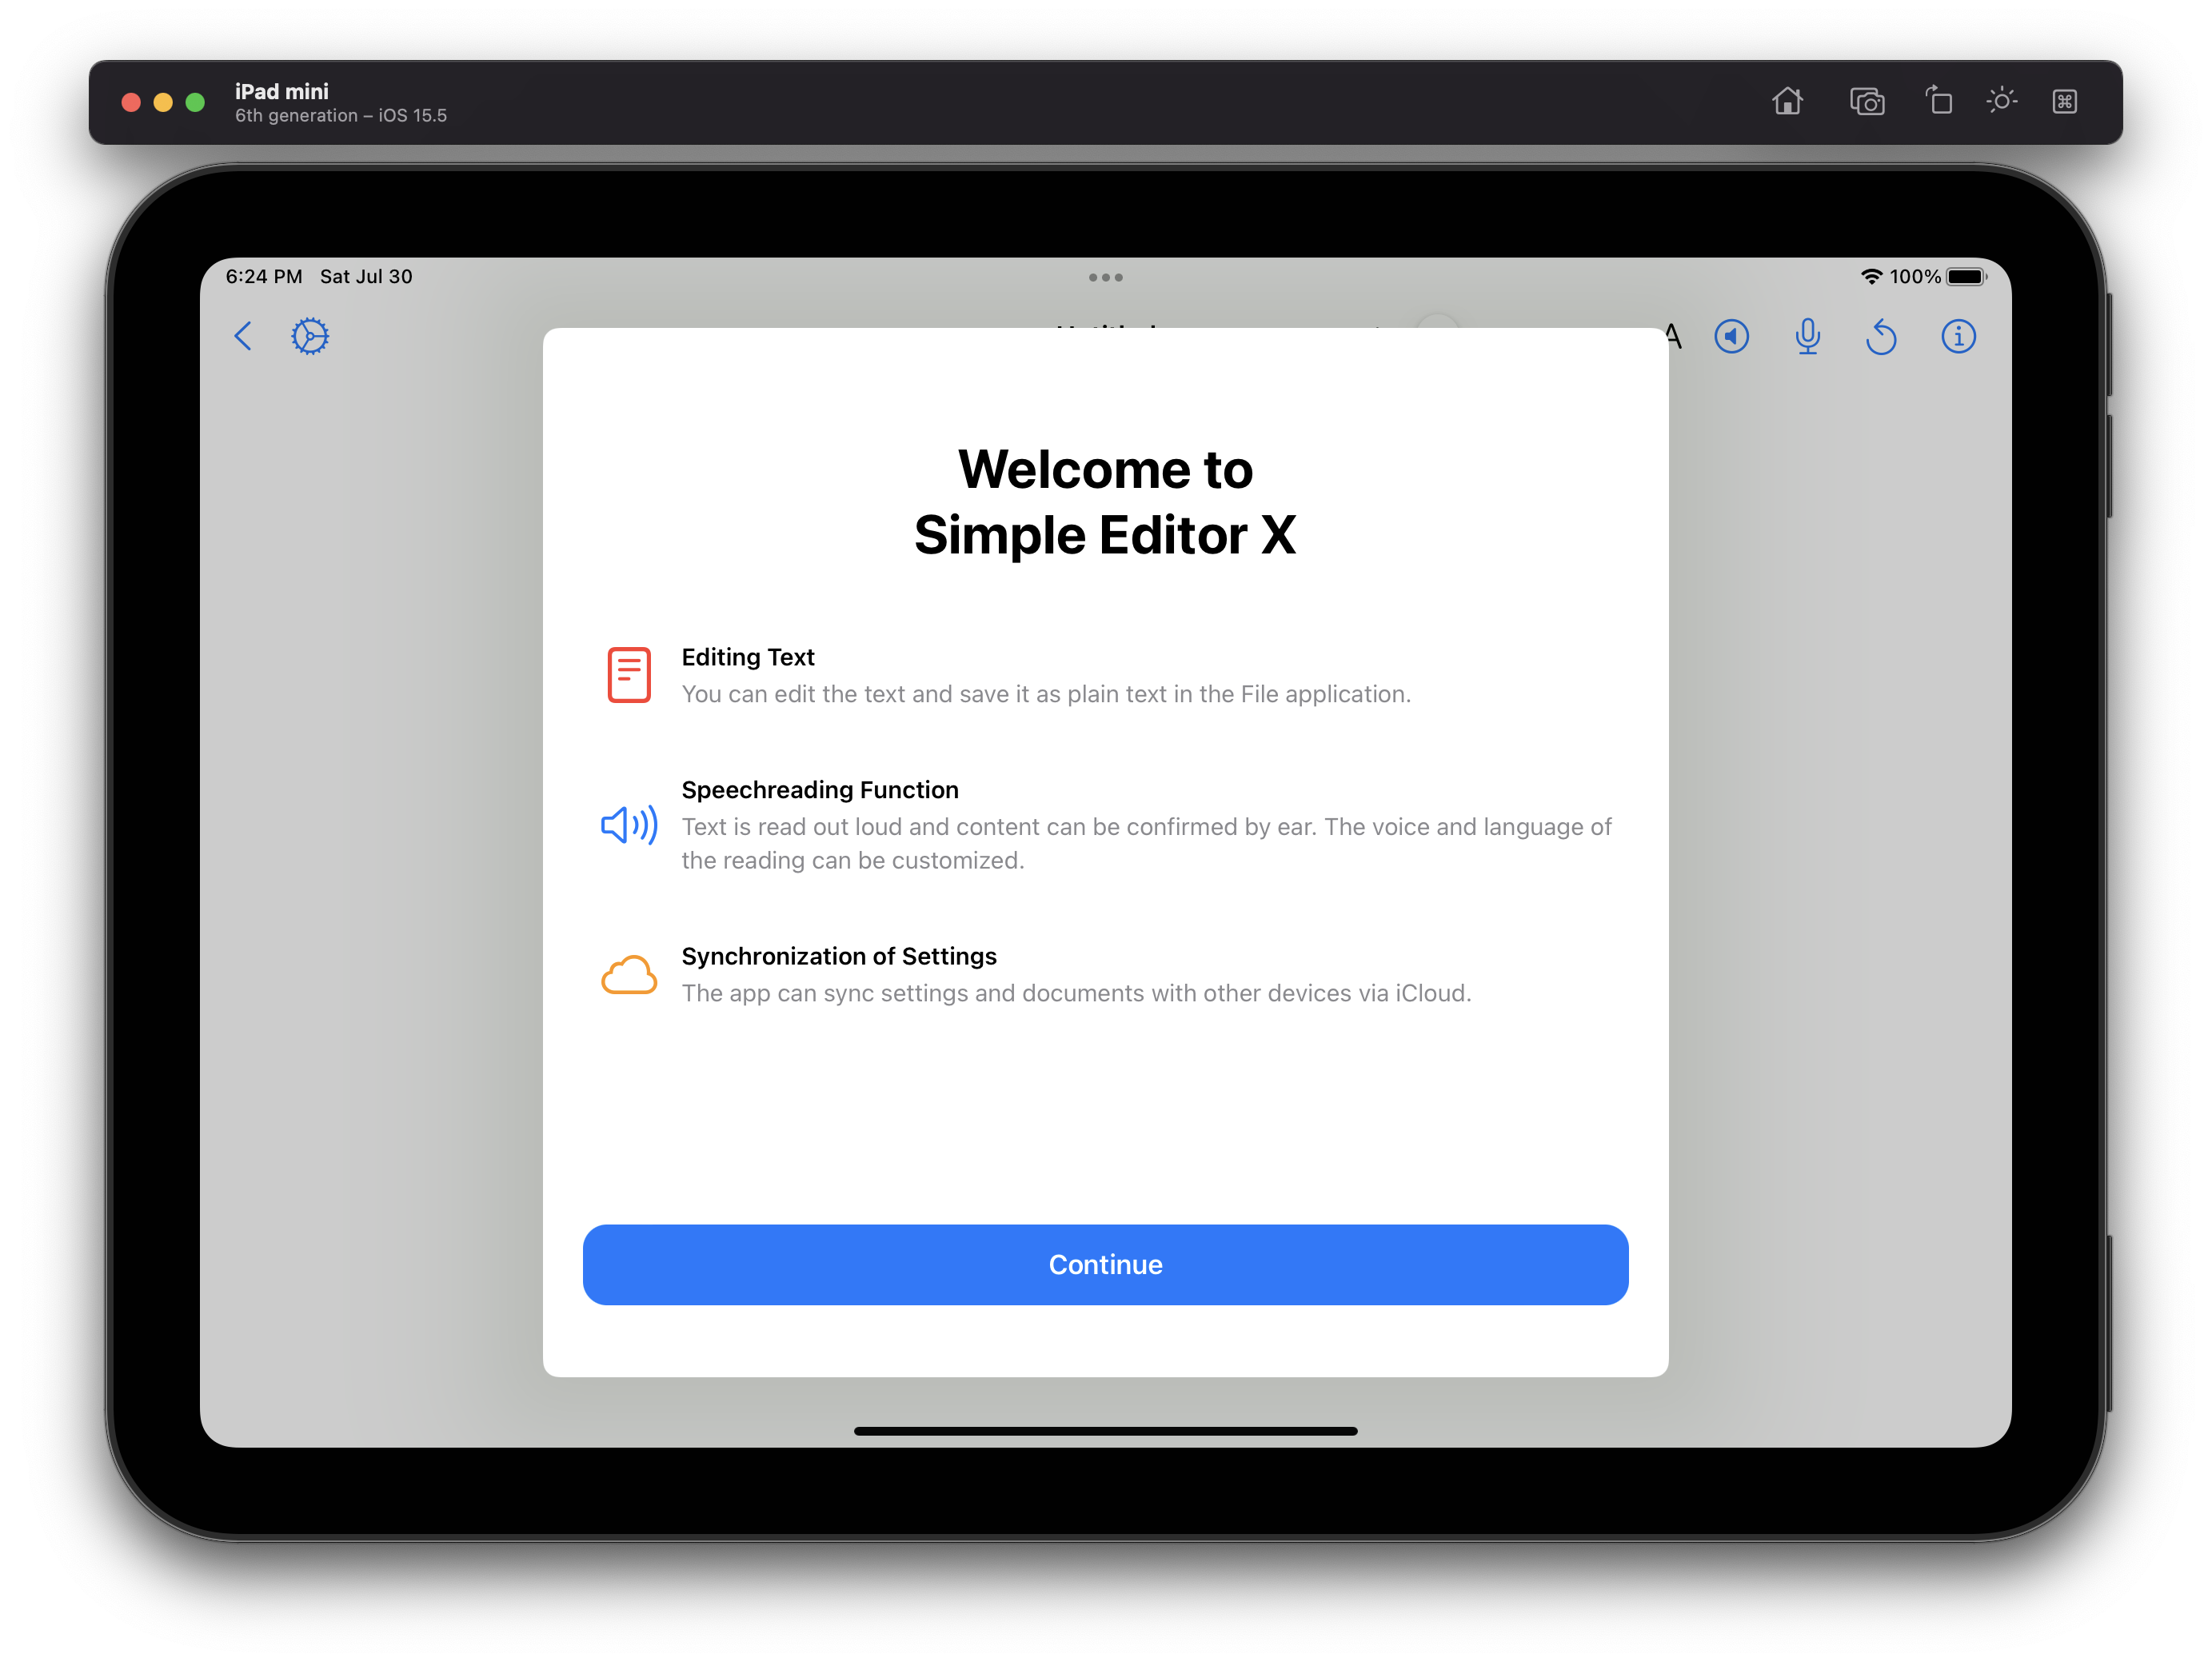 iPad mini
6th generation – iOS 15.5
6:24 PM Sat Jul 30
100%
A
Welcome to
Simple Editor X
Editing Text
You can edit the text and save it as plain text in the File application.
Speechreading Function
Text is read out loud and content can be confirmed by ear. The voice and language of
the reading can be customized.
Synchronization of Settings
The app can sync settings and documents with other devices via iCloud.
Continue